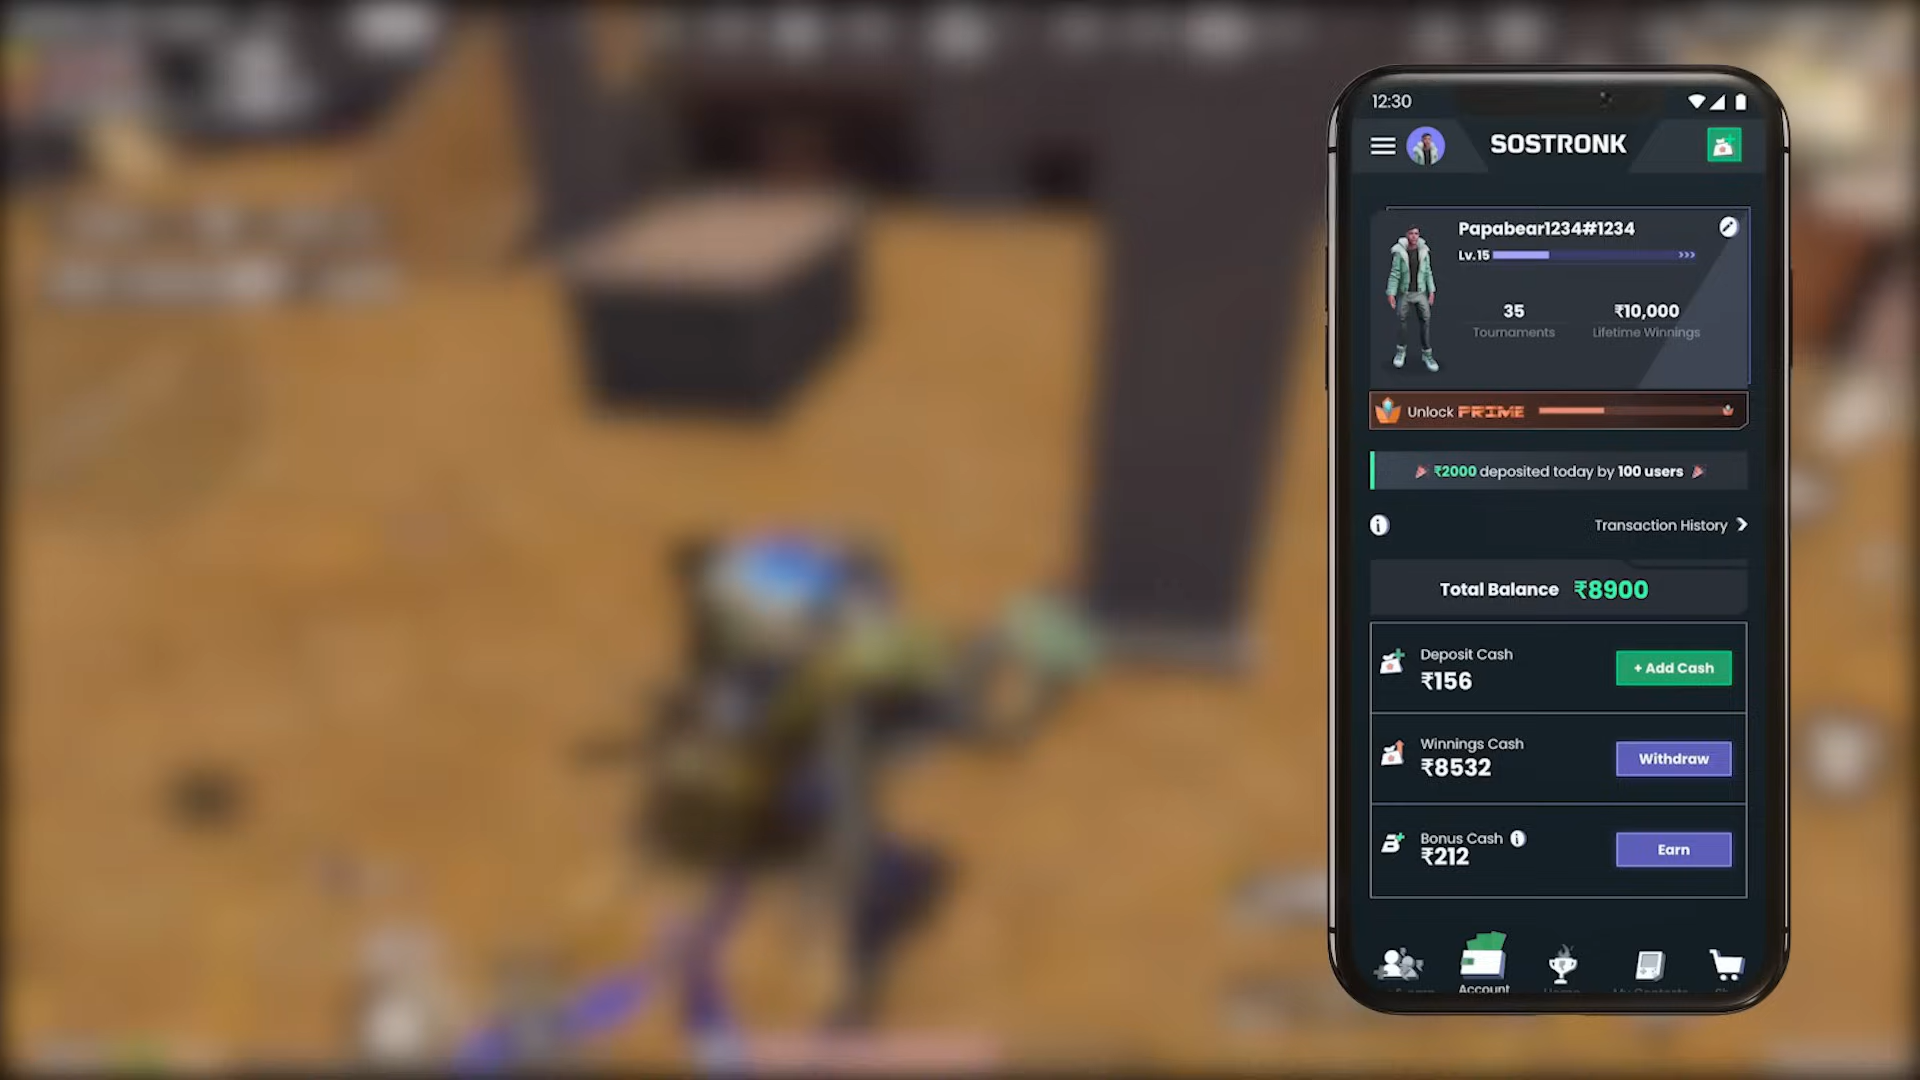 12:30
SOSTRONK
Papabear1234#1234
Lv.15
35
₹10,000
Tournaments
Lifetime Winnings
Unlock PRIME
₹2000 deposited today by 100 users
Transaction History
Total Balance ₹8900
Deposit Cash
₹156
+ Add Cash
Winnings Cash
₹8532
Withdraw
Bonus Cash
₹212
Earn
Account